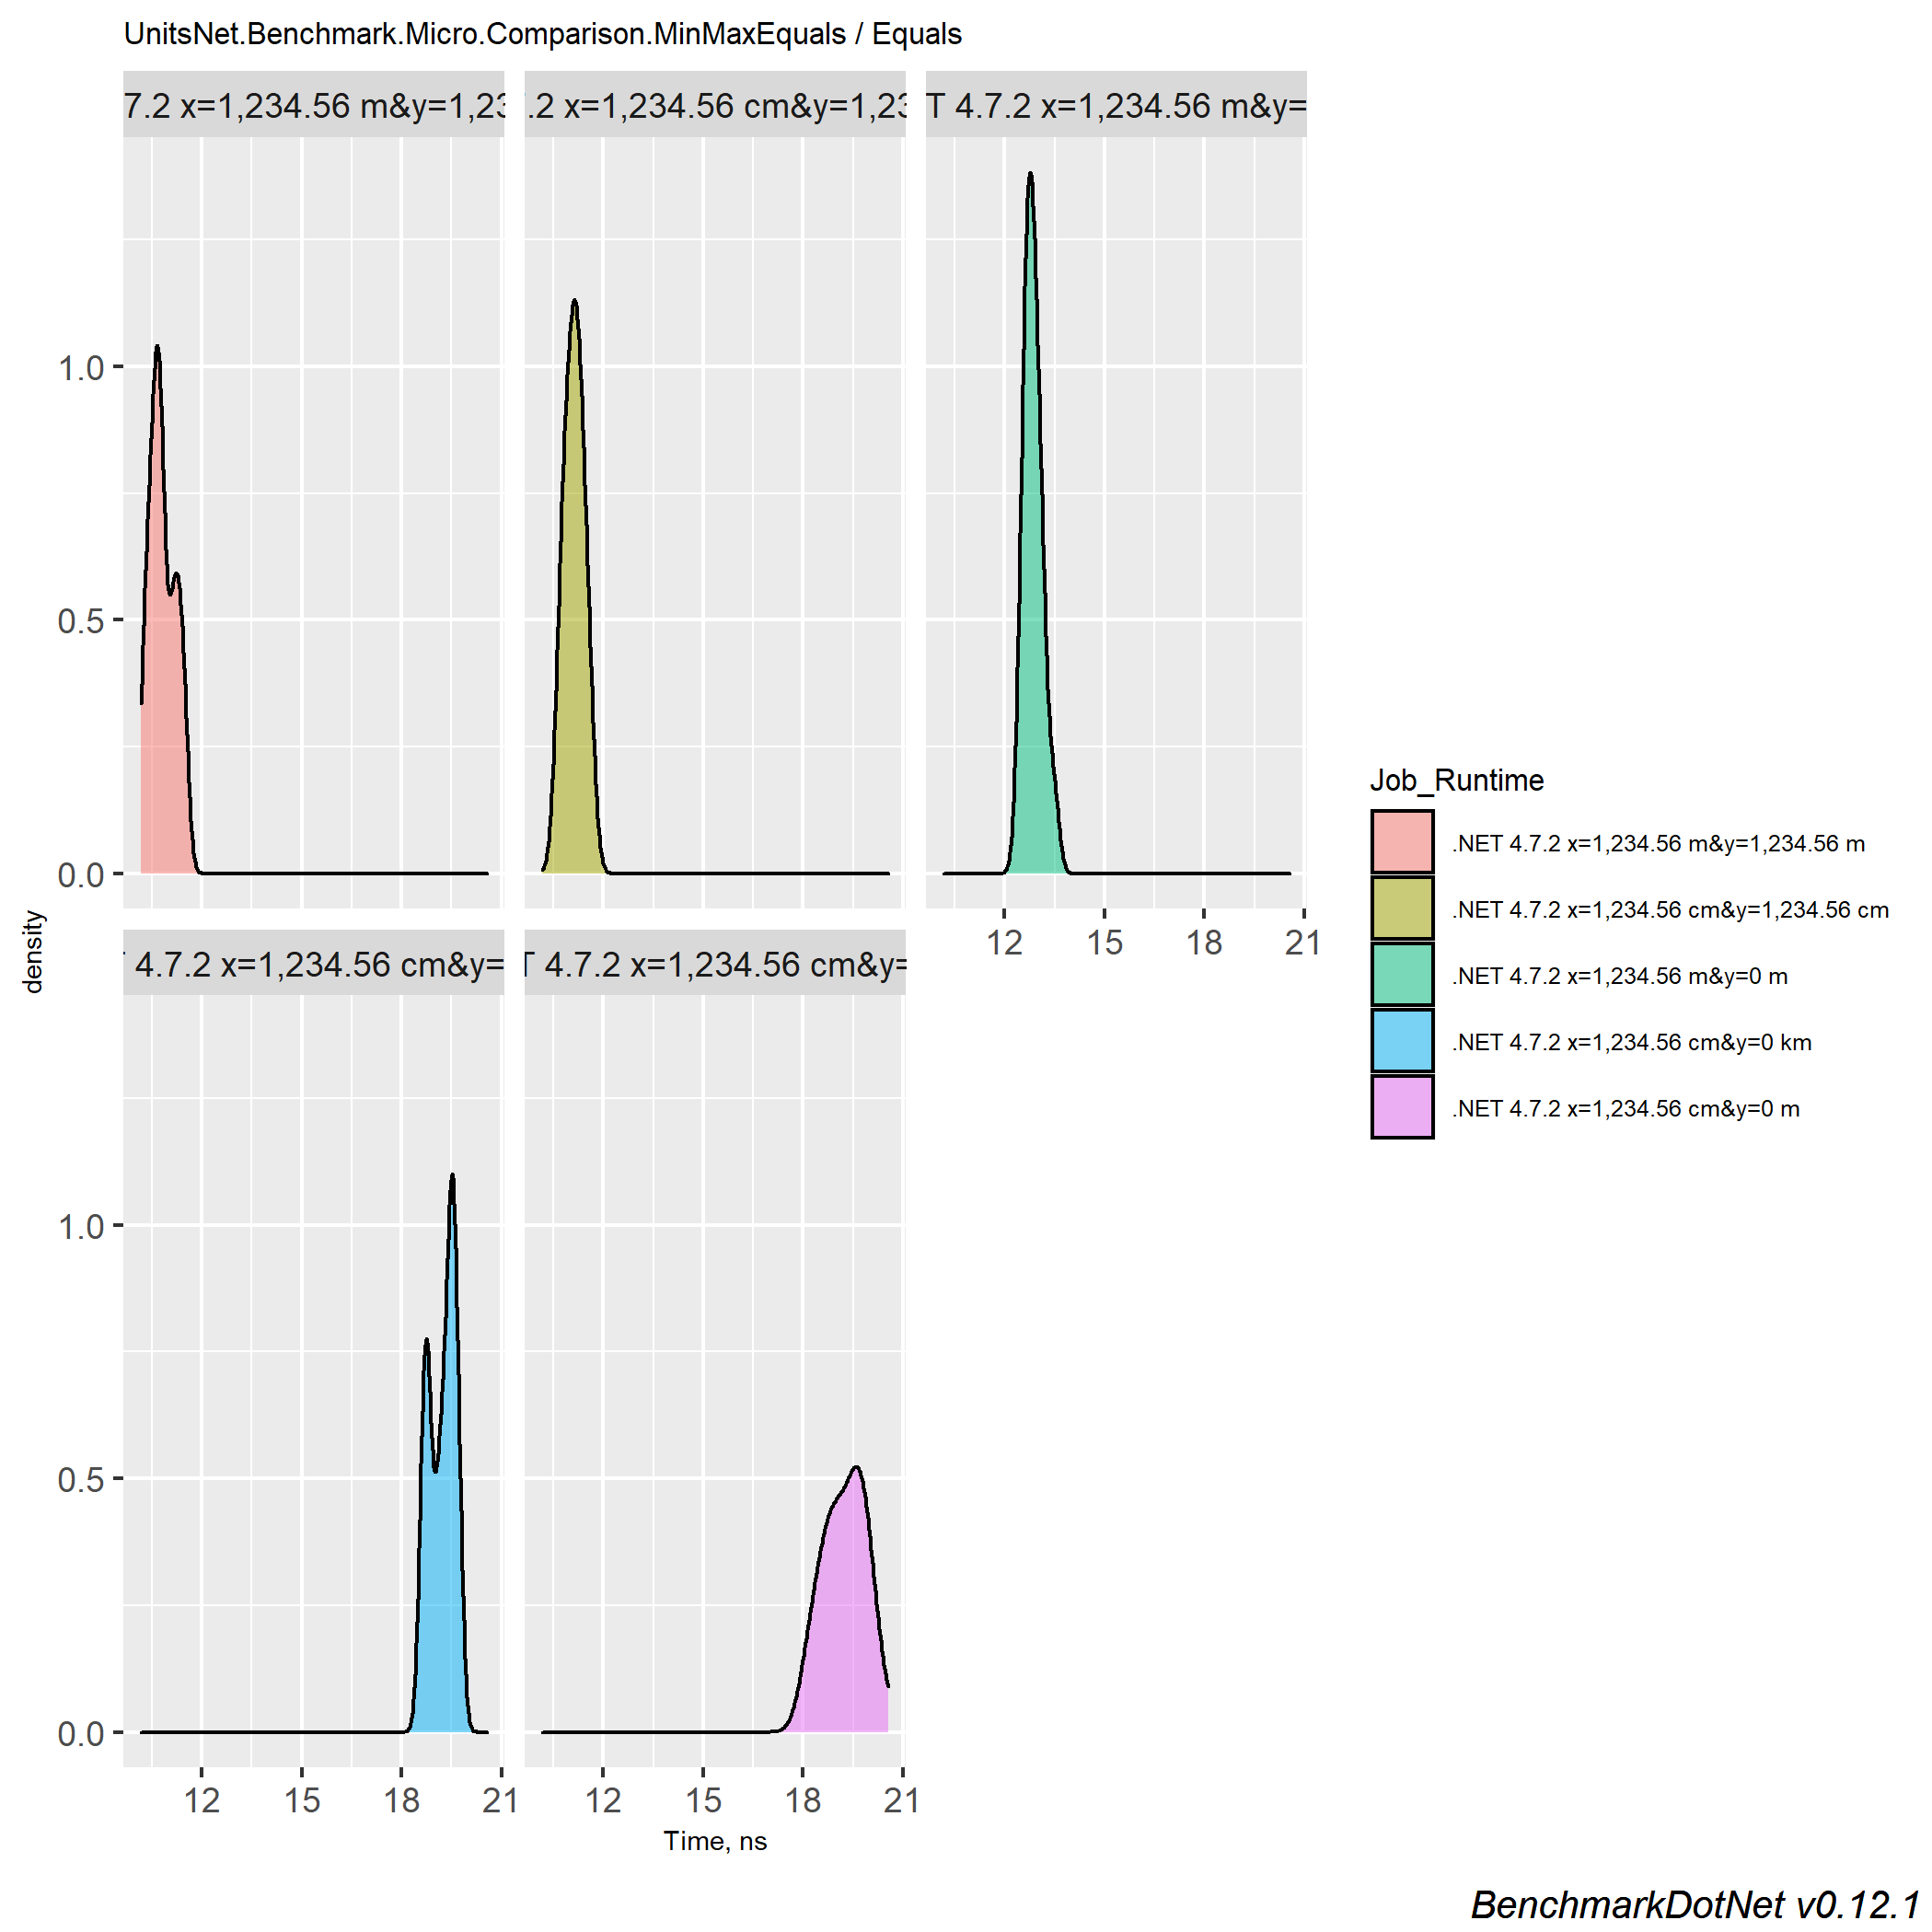 UnitsNet.Benchmark.Micro.Comparison.MinMaxEquals / Equals
7.2 x=1,234.56 m&y=1,23
.2 x=1,234.56 cm&y=1,23
T 4.7.2 x=1,234.56 m&y=
1.0
0.5
0.0
12 15 18 21
density
4.7.2 x=1,234.56 cm&y=
T 4.7.2 x=1,234.56 cm&y=
1.0
0.5
0.0
12 15 18 21
12 15 18 21
Time, ns
Job_Runtime
.NET 4.7.2 x=1,234.56 m&y=1,234.56 m
.NET 4.7.2 x=1,234.56 cm&y=1,234.56 cm
.NET 4.7.2 x=1,234.56 m&y=0 m
.NET 4.7.2 x=1,234.56 cm&y=0 km
.NET 4.7.2 x=1,234.56 cm&y=0 m
BenchmarkDotNet v0.12.1